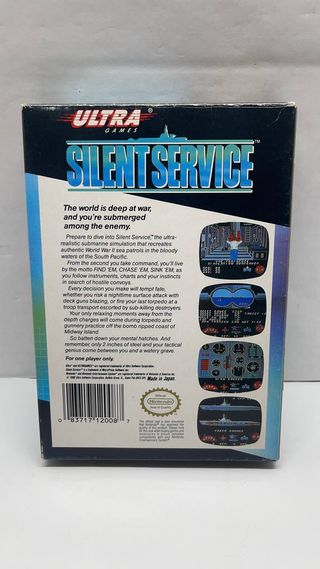 ULTRA®
GAMES
SILENT SERVICE™
The world is deep at war,
and you're submerged
among the enemy.
Prepare to dive into Silent Service,™ the ultra-
realistic submarine simulation that recreates
authentic World War II sea patrols in the bloody
waters of the South Pacific.
From the second you take command, you'll live
by the motto FIND 'EM, CHASE 'EM, SINK 'EM,
as you follow instruments, charts and your instincts
in search of hostile convoys.
Every decision you make will tempt fate,
whether you risk a nighttime surface attack with
deck guns blazing, or fire your last torpedo at a
troop transport escorted by sub-killing destroyers.
Your only relaxing moments away from the
depth charges will come during torpedo and
gunnery practice off the bomb ripped coast of
Midway Island.
So batten down your mental hatches. And
remember, only 2 inches of steel and your tactical
genius come between you and a watery grave.
For one player only.
Made in Japan.
0 83717 12008 7
Official
Nintendo
Seal of Quality